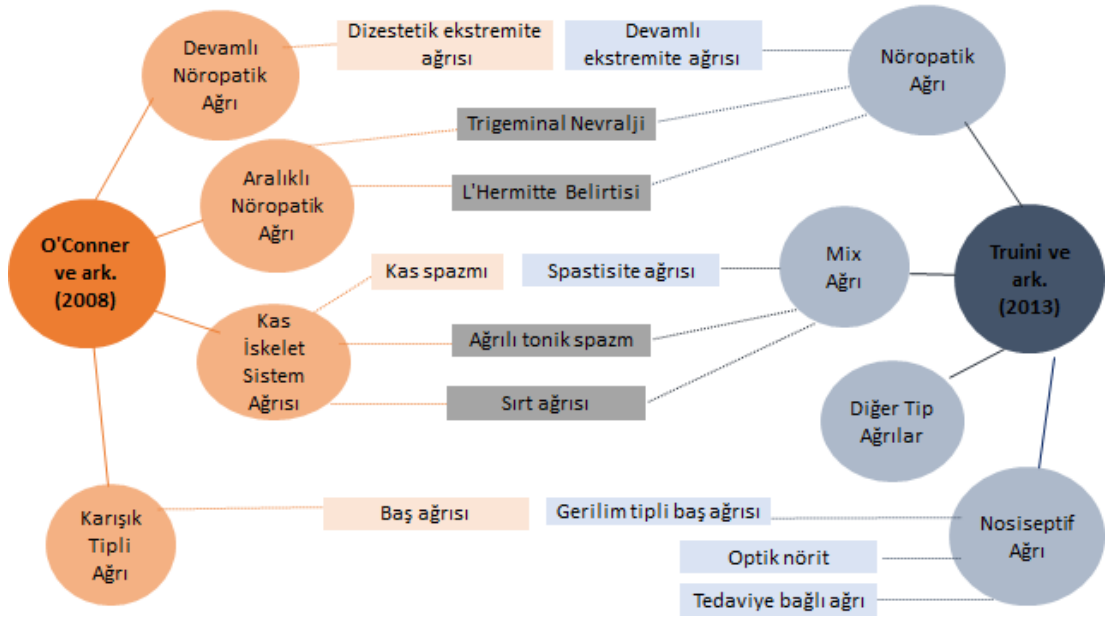 Devamlı
Nöropatik
Ağrı
Dizestetik ekstremite
ağrısı
Devamlı
ekstremite ağrısı
Nöropatik
Ağrı
Trigeminal Nevralji
Aralıklı
Nöropatik
Ağrı
L'Hermitte Belirtisi
O'Conner
ve ark.
(2008)
Kas spazmı
Spastisite ağrısı
Mix
Ağrı
Truini ve
ark.
(2013)
Kas
İskelet
Sistem
Ağrısı
Ağrılı tonik spazm
Sırt ağrısı
Diğer Tip
Ağrılar
Karışık
Tipli
Ağrı
Baş ağrısı
Gerilim tipli baş ağrısı
Nosiseptif
Ağrı
Optik nörit
Tedaviye bağlı ağrı